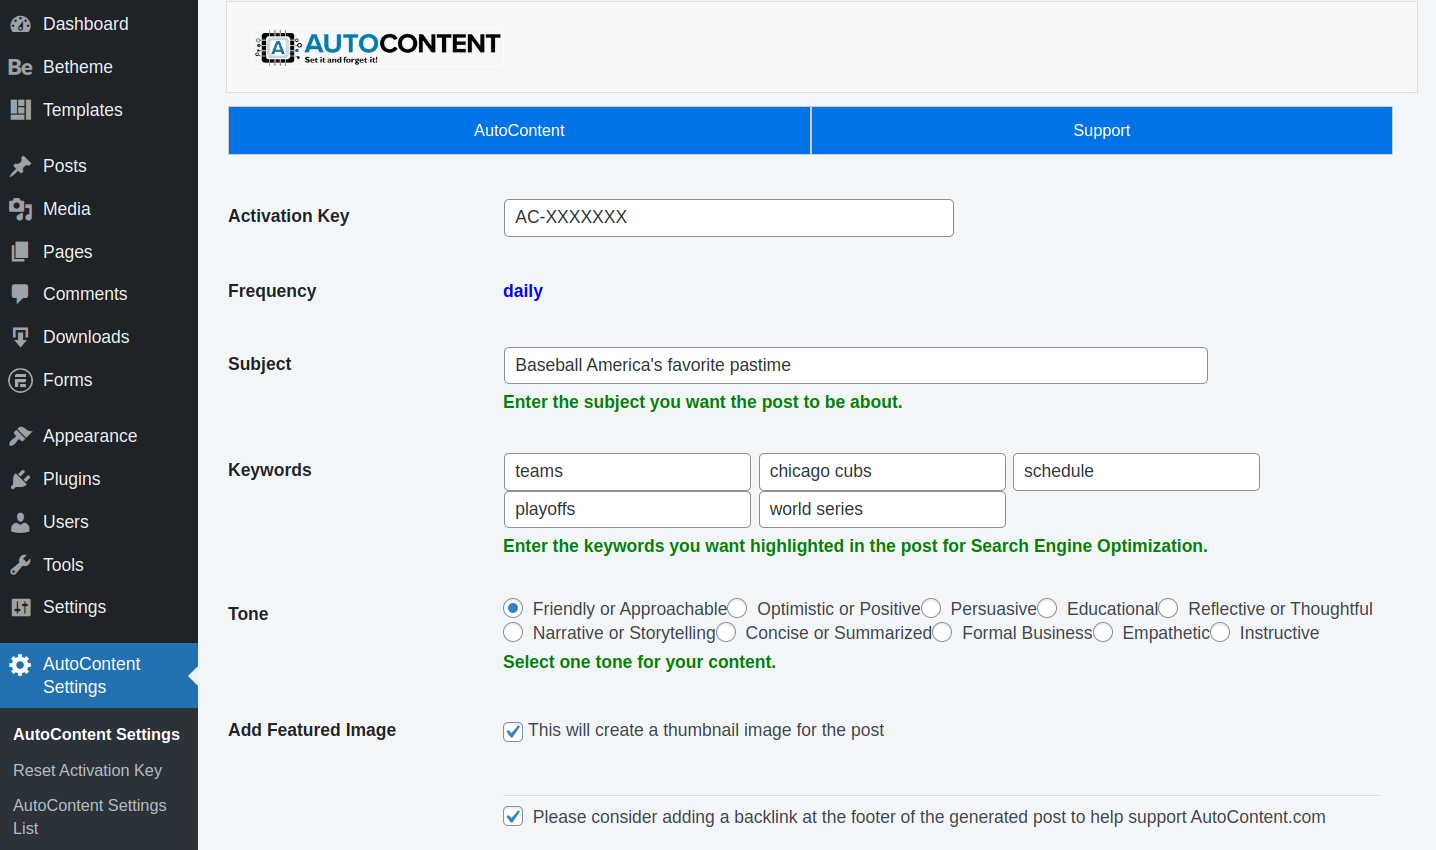 Dashboard
Be Betheme
Templates
Posts
Media
Pages
Comments
Downloads
Forms
Appearance
Plugins
Users
Tools
Settings
AutoContent
Settings
AutoContent Settings
Reset Activation Key
AutoContent Settings
List
A AUTOCONTENT
Set it and forget it!
AutoContent Support
Activation Key AC-XXXXXXX
Frequency daily
Subject Baseball America's favorite pastime
Enter the subject you want the post to be about.
Keywords teams chicago cubs schedule
playoffs world series
Enter the keywords you want highlighted in the post for Search Engine Optimization.
Tone Friendly or Approachable Optimistic or Positive Persuasive Educational Reflective or Thoughtful
Narrative or Storytelling Concise or Summarized Formal Business Empathetic Instructive
Select one tone for your content.
Add Featured Image This will create a thumbnail image for the post
Please consider adding a backlink at the footer of the generated post to help support AutoContent.com